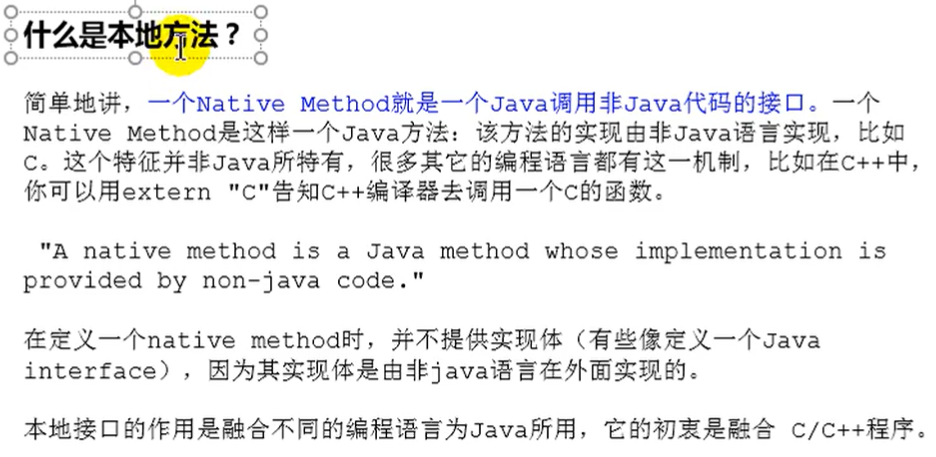 什么是本地方法？
简单地讲，一个Native Method就是一个Java调用非Java代码的接口。一个
Native Method是这样一个Java方法：该方法的实现由非Java语言实现，比如
C。这个特征并非Java所特有，很多其它的编程语言都有这一机制，比如在C++中，
你可以用extern "C"告知C++编译器去调用一个C的函数。
"A native method is a Java method whose implementation is
provided by non-java code."
在定义一个native method时，并不提供实现体（有些像定义一个Java
interface），因为其实现体是由非java语言在外面实现的。
本地接口的作用是融合不同的编程语言为Java所用，它的初衷是融合 C/C++程序。